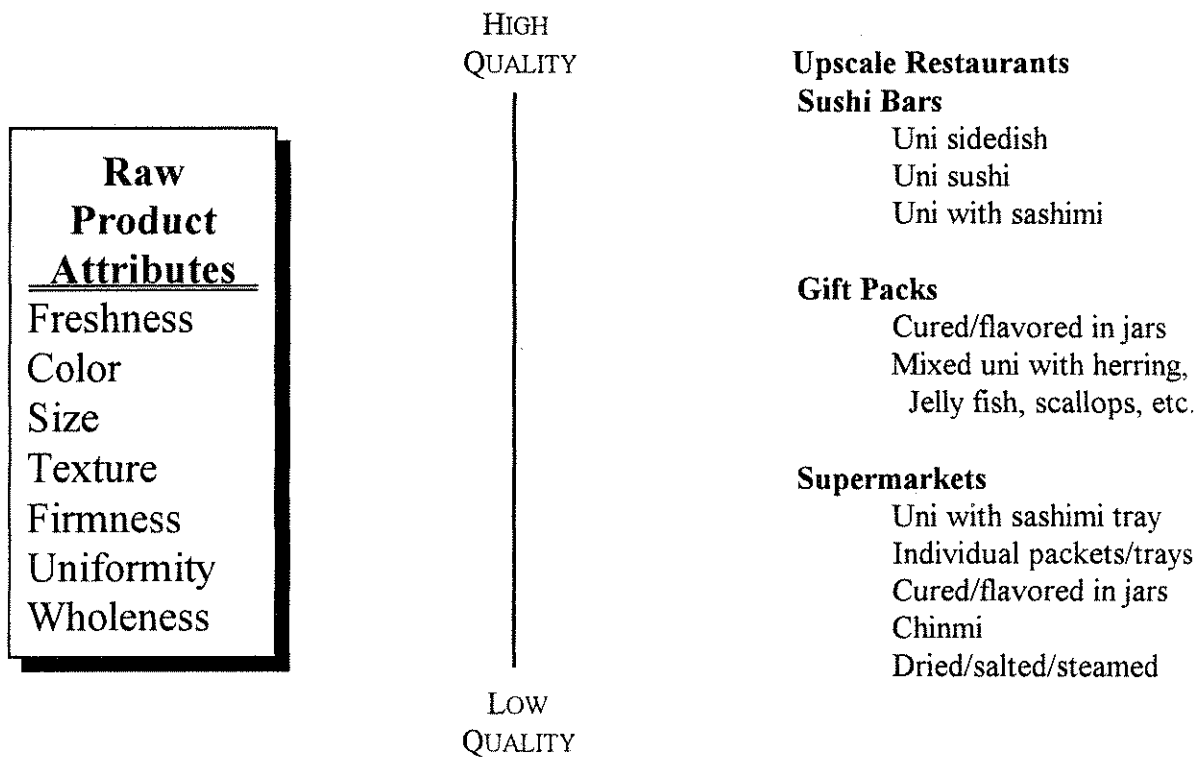 Raw
Product
Attributes
Freshness
Color
Size
Texture
Firmness
Uniformity
Wholeness
HIGH
QUALITY
LOW
QUALITY
Upscale Restaurants
Sushi Bars
Uni sidedish
Uni sushi
Uni with sashimi
Gift Packs
Cured/flavored in jars
Mixed uni with herring,
Jelly fish, scallops, etc.
Supermarkets
Uni with sashimi tray
Individual packets/trays
Cured/flavored in jars
Chinmi
Dried/salted/steamed